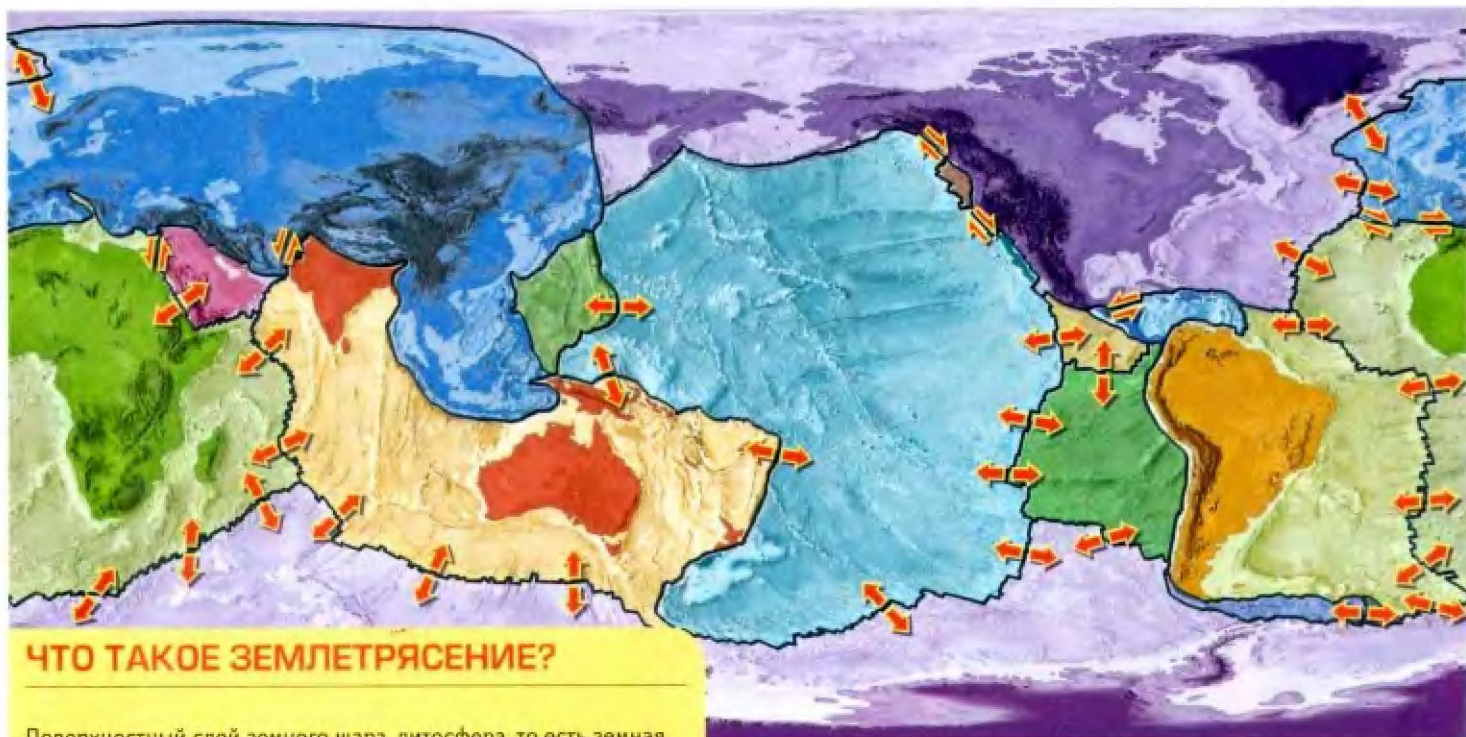 ЧТО ТАКОЕ ЗЕМЛЕТРЯСЕНИЕ?
Поверхностный слой земного шара, литосфера, то есть земная